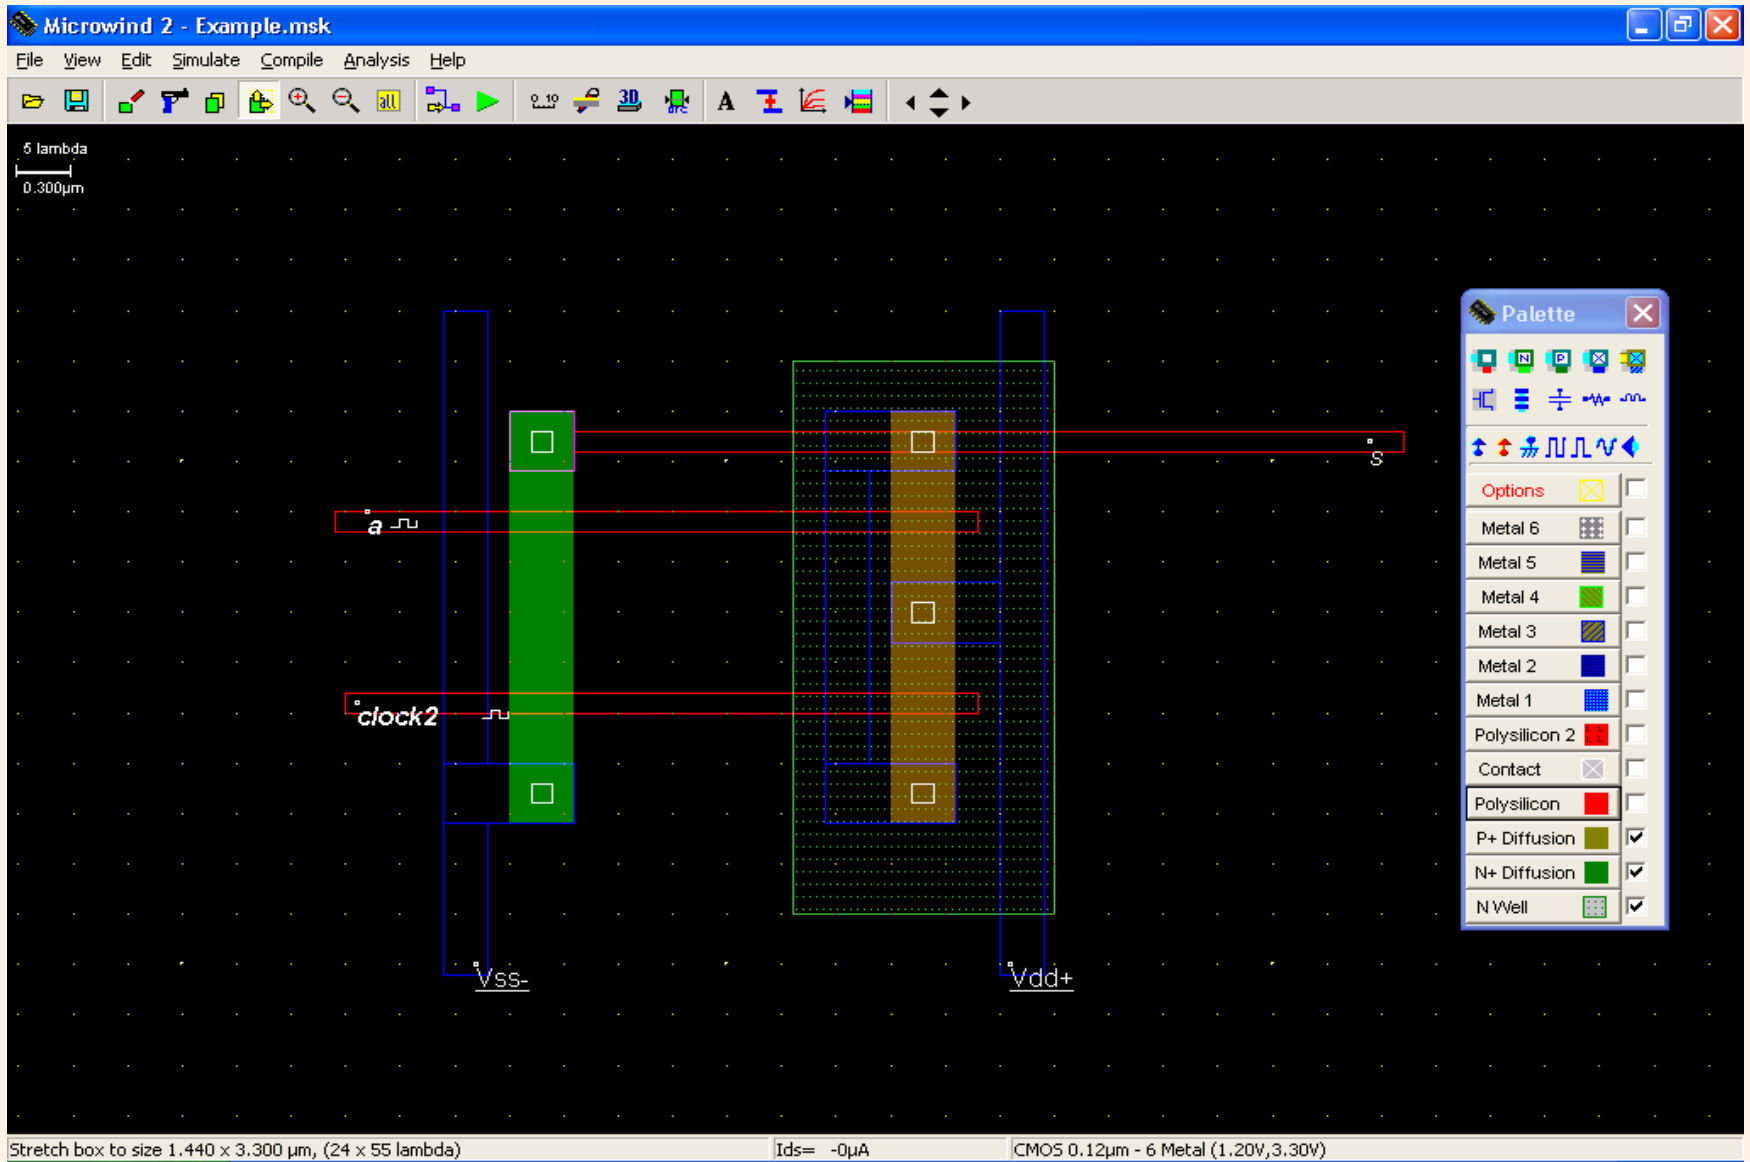 Microwind 2 - Example.msk
File View Edit Simulate Compile Analysis Help
5 lambda
0.300µm
Palette
s
a
clock2
Vss-
Vdd+
Options
Metal 6
Metal 5
Metal 4
Metal 3
Metal 2
Metal 1
Polysilicon 2
Contact
Polysilicon
P+ Diffusion
N+ Diffusion
N Well
Stretch box to size 1.440 x 3.300 µm, (24 x 55 lambda) Ids= -0µA CMOS 0.12µm - 6 Metal (1.20V,3.30V)